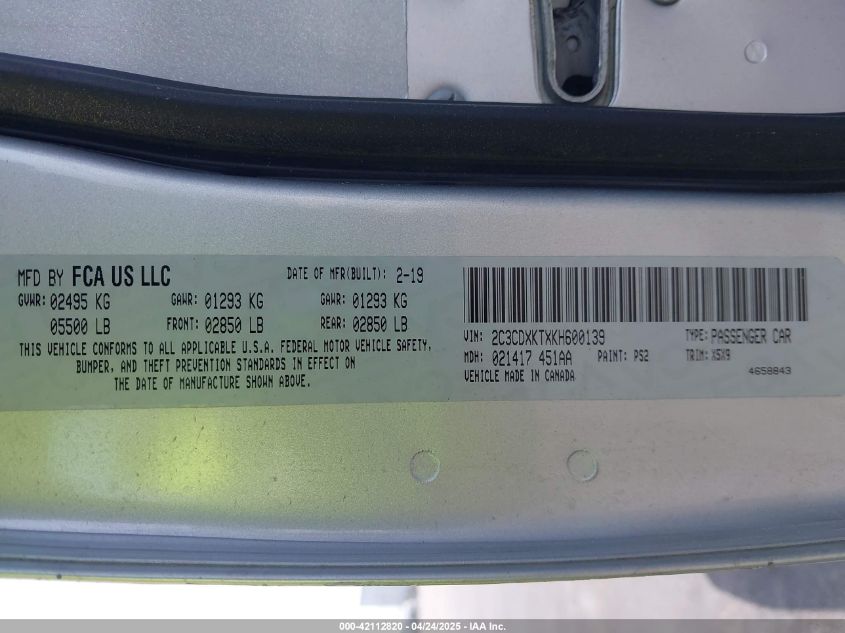 MFD BY FCA US LLC DATE OF MFR(BUILT): 2-19
GVWR: 02495 KG GAWR: 01293 KG GAWR: 01293 KG
05500 LB FRONT: 02850 LB REAR: 02850 LB
THIS VEHICLE CONFORMS TO ALL APPLICABLE U.S.A. FEDERAL MOTOR VEHICLE SAFETY,
BUMPER, AND THEFT PREVENTION STANDARDS IN EFFECT ON
THE DATE OF MANUFACTURE SHOWN ABOVE.
VIN: 2C3CDXKTXKH600139 TYPE: PASSENGER CAR
MDH: 021417 451AA PAINT: PS2 TRIM: X5X9
VEHICLE MADE IN CANADA 4658843
000-42112820 - 04/24/2025 - IAA Inc.